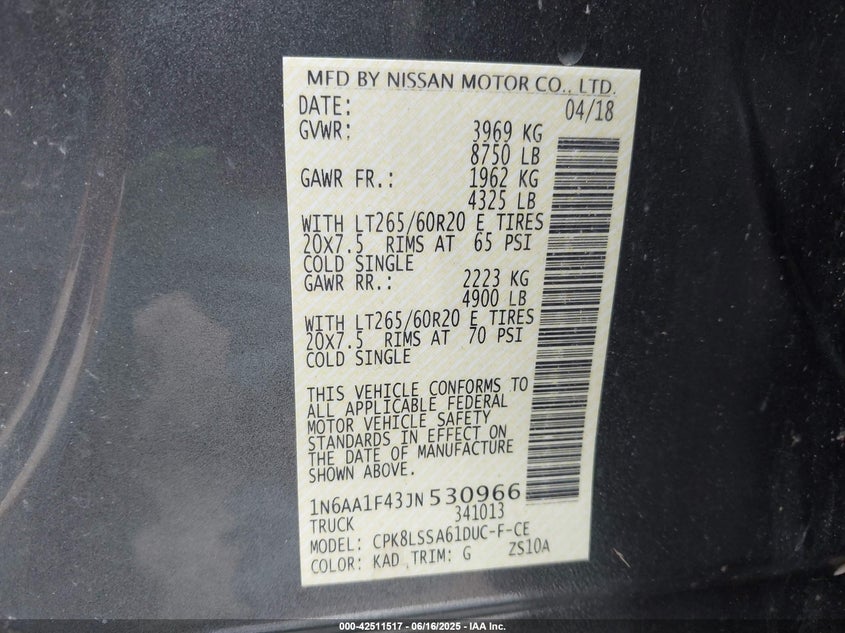 MFD BY NISSAN MOTOR CO., LTD.
DATE: 04/18
GVWR: 3969 KG
8750 LB
GAWR FR.: 1962 KG
4325 LB
WITH LT265/60R20 E TIRES
20X7.5 RIMS AT 65 PSI
COLD SINGLE
GAWR RR.: 2223 KG
4900 LB
WITH LT265/60R20 E TIRES
20X7.5 RIMS AT 70 PSI
COLD SINGLE
THIS VEHICLE CONFORMS TO
ALL APPLICABLE FEDERAL
MOTOR VEHICLE SAFETY
STANDARDS IN EFFECT ON
THE DATE OF MANUFACTURE
SHOWN ABOVE.
1N6AA1F43JN530966
TRUCK 341013
MODEL: CPK8LSSA61DUC-F-CE
COLOR: KAD TRIM: G ZS10A
000-42511517 - 06/16/2025 - IAA Inc.